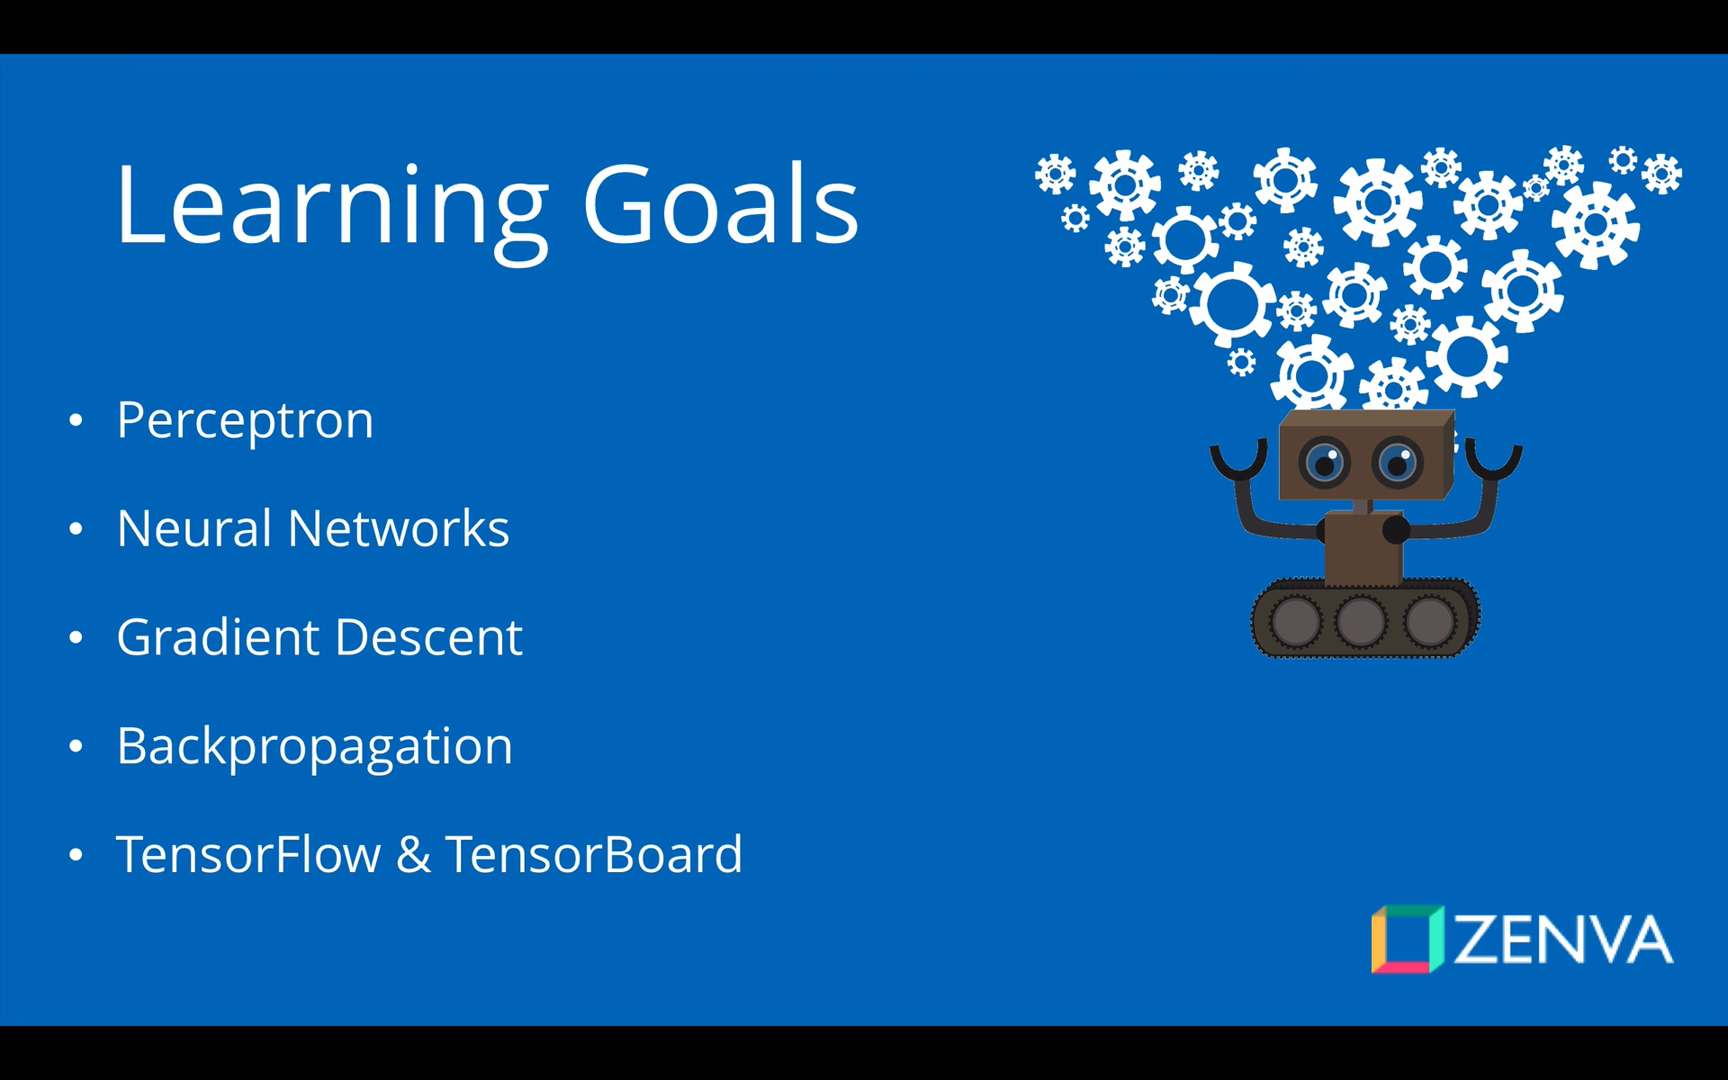 Learning Goals
• Perceptron
• Neural Networks
• Gradient Descent
• Backpropagation
• TensorFlow & TensorBoard
ZENVA